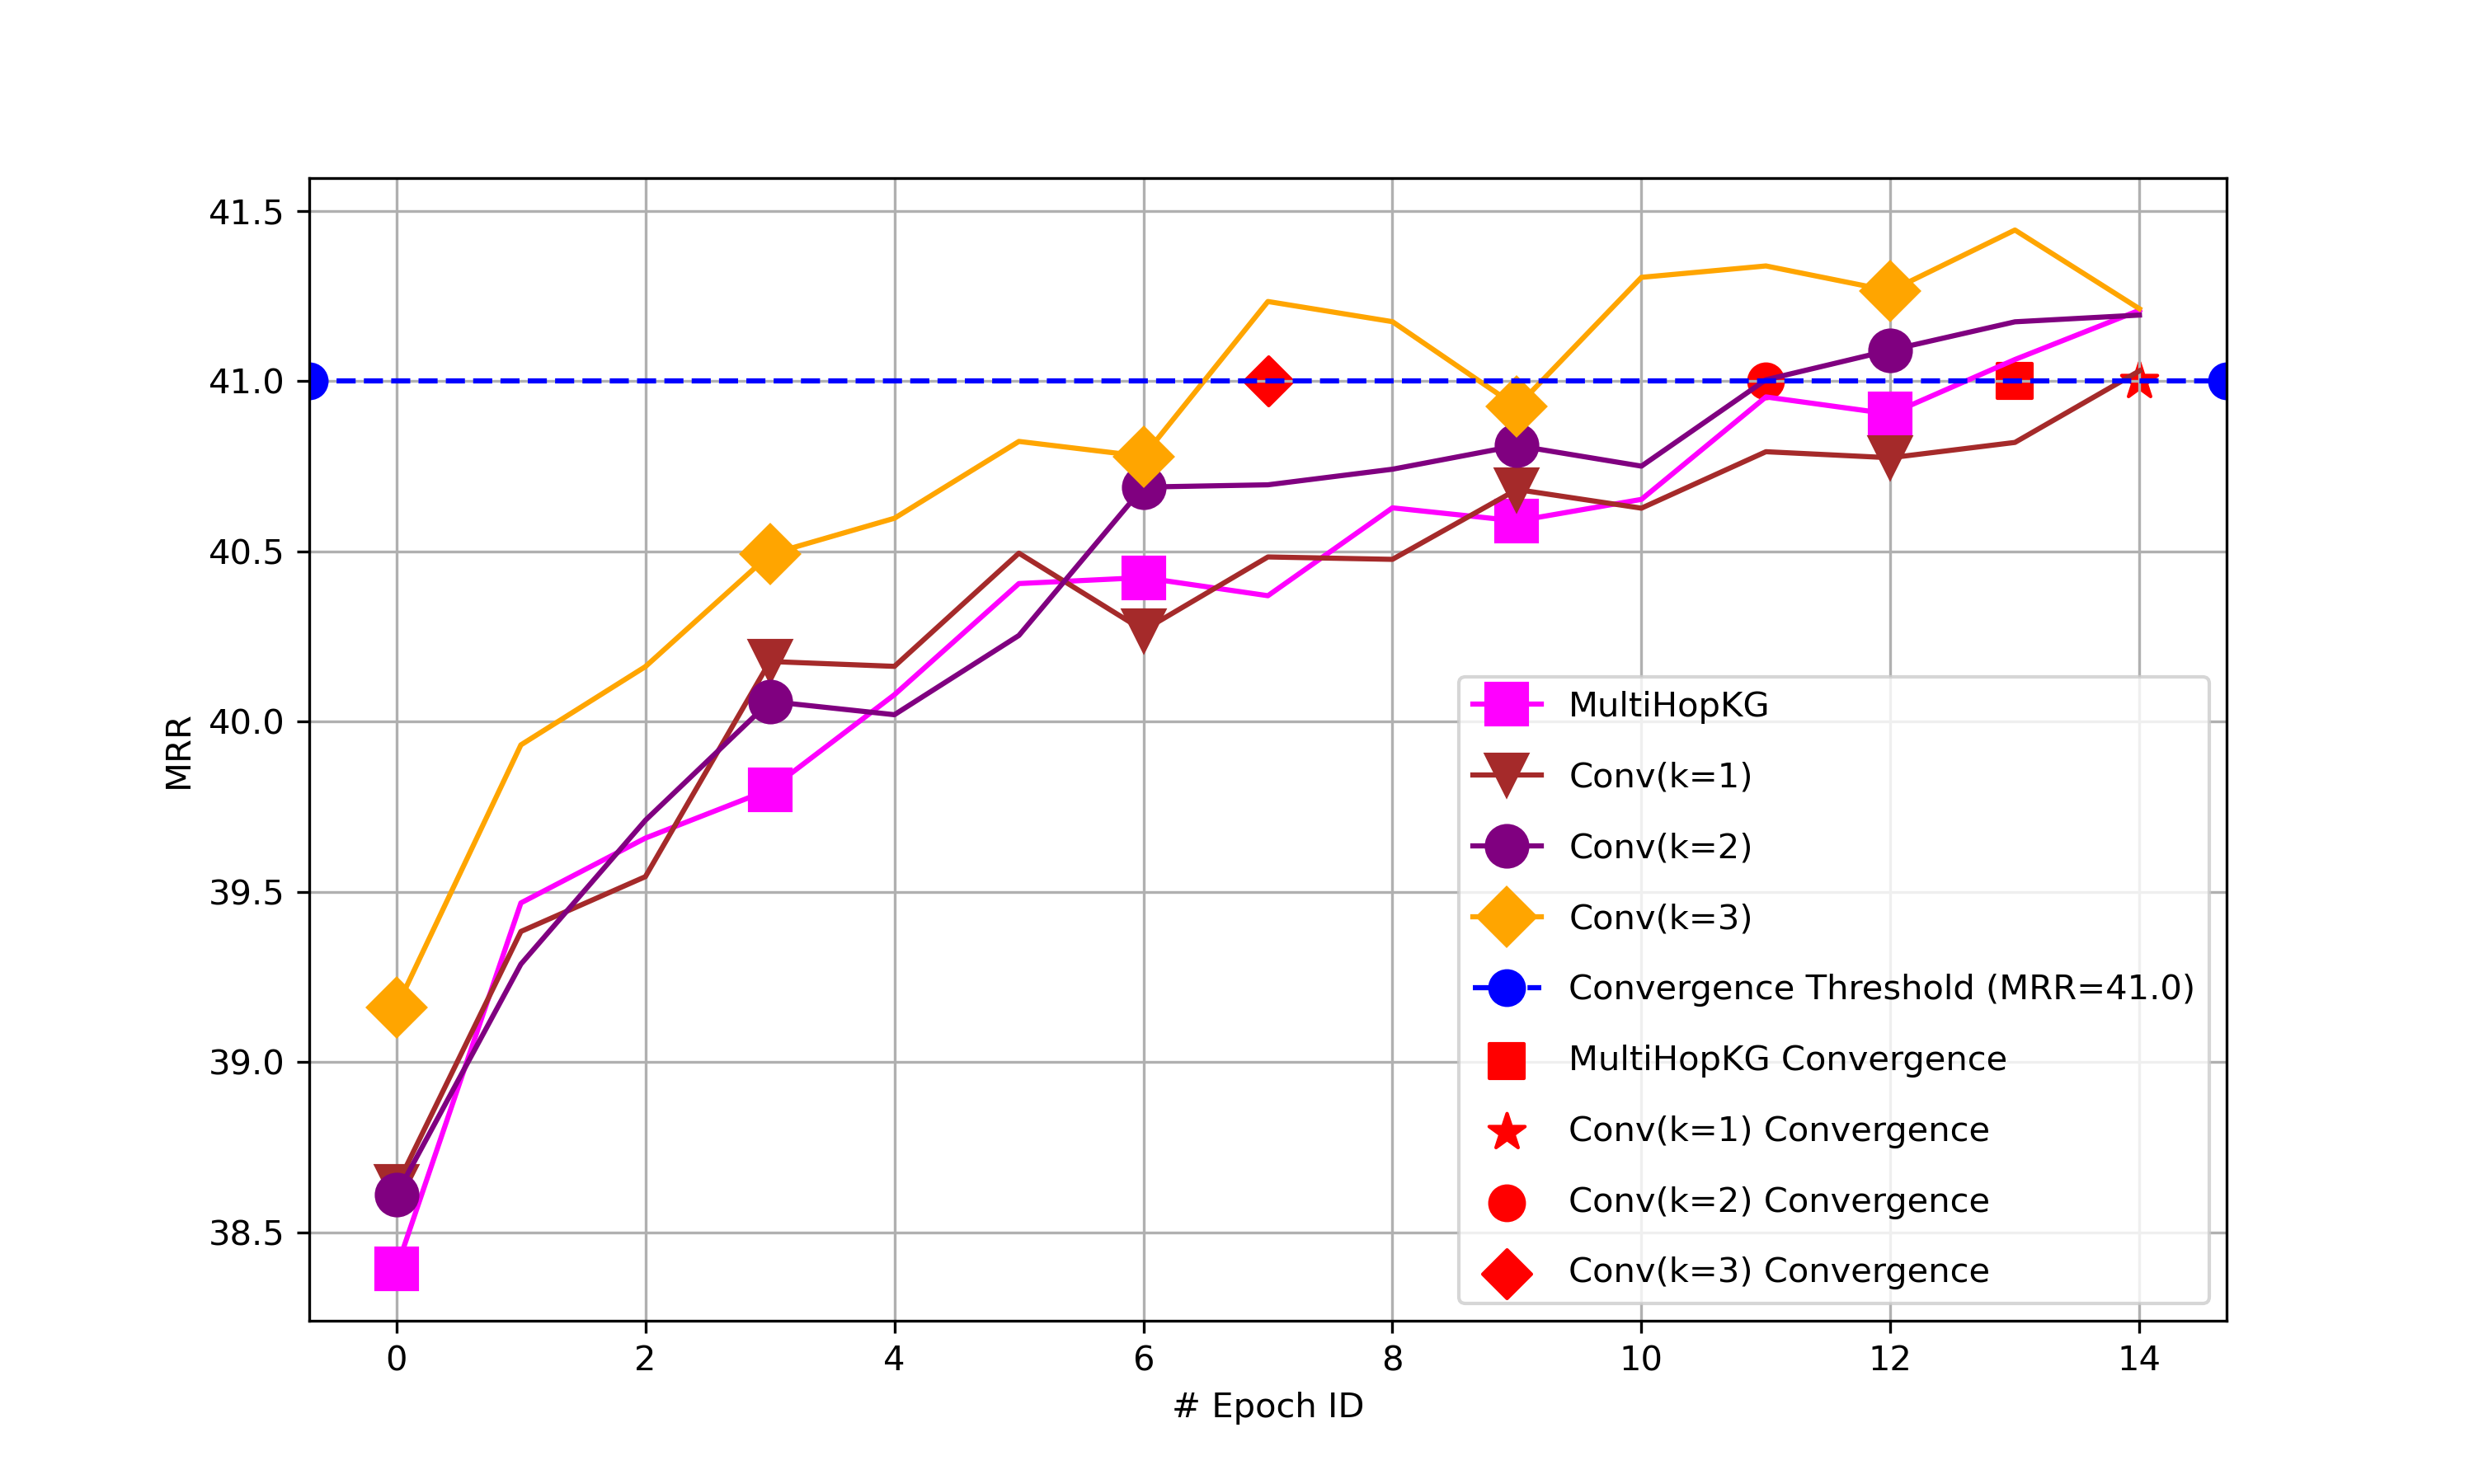 41.5
41.0
40.5
40.0
39.5
39.0
38.5
MRR
0 2 4 6 8 10 12 14
# Epoch ID
MultiHopKG
Conv(k=1)
Conv(k=2)
Conv(k=3)
Convergence Threshold (MRR=41.0)
MultiHopKG Convergence
Conv(k=1) Convergence
Conv(k=2) Convergence
Conv(k=3) Convergence